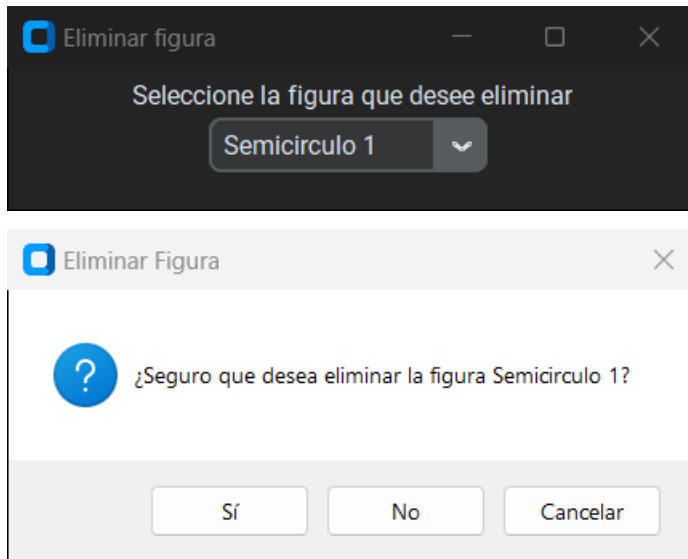 Eliminar figura
Seleccione la figura que desee eliminar
Semicirculo 1
Eliminar Figura
¿Seguro que desea eliminar la figura Semicirculo 1?
Sí No Cancelar